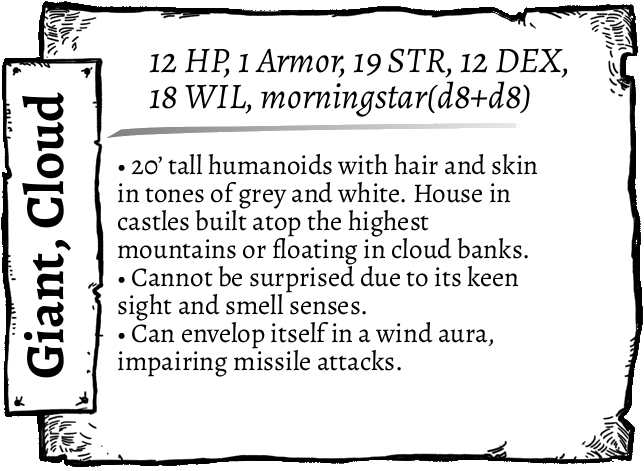 Giant, Cloud
12 HP, 1 Armor, 19 STR, 12 DEX,
18 WIL, morningstar(d8+d8)
• 20’ tall humanoids with hair and skin
in tones of grey and white. House in
castles built atop the highest
mountains or floating in cloud banks.
• Cannot be surprised due to its keen
sight and smell senses.
• Can envelop itself in a wind aura,
impairing missile attacks.